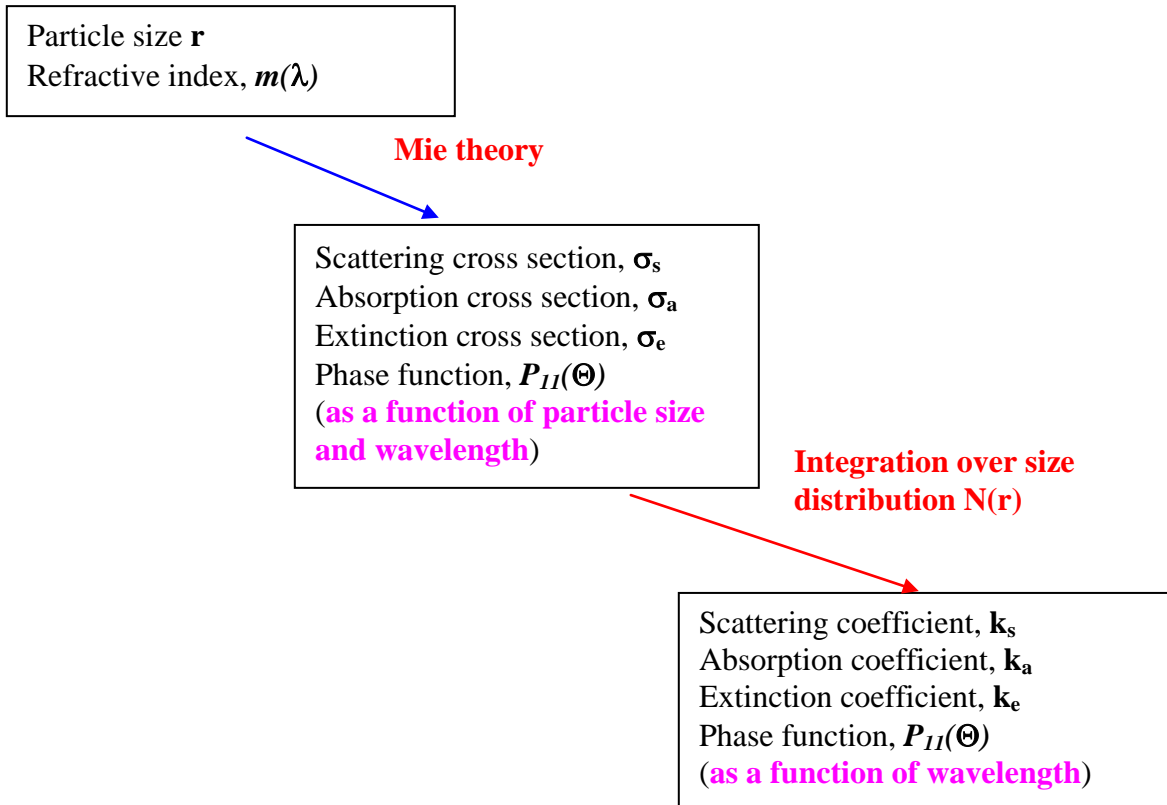 Particle size r
Refractive index, m(λ)
Mie theory
Scattering cross section, σs
Absorption cross section, σa
Extinction cross section, σe
Phase function, P11(Θ)
(as a function of particle size
and wavelength)
Integration over size
distribution N(r)
Scattering coefficient, ks
Absorption coefficient, ka
Extinction coefficient, ke
Phase function, P11(Θ)
(as a function of wavelength)